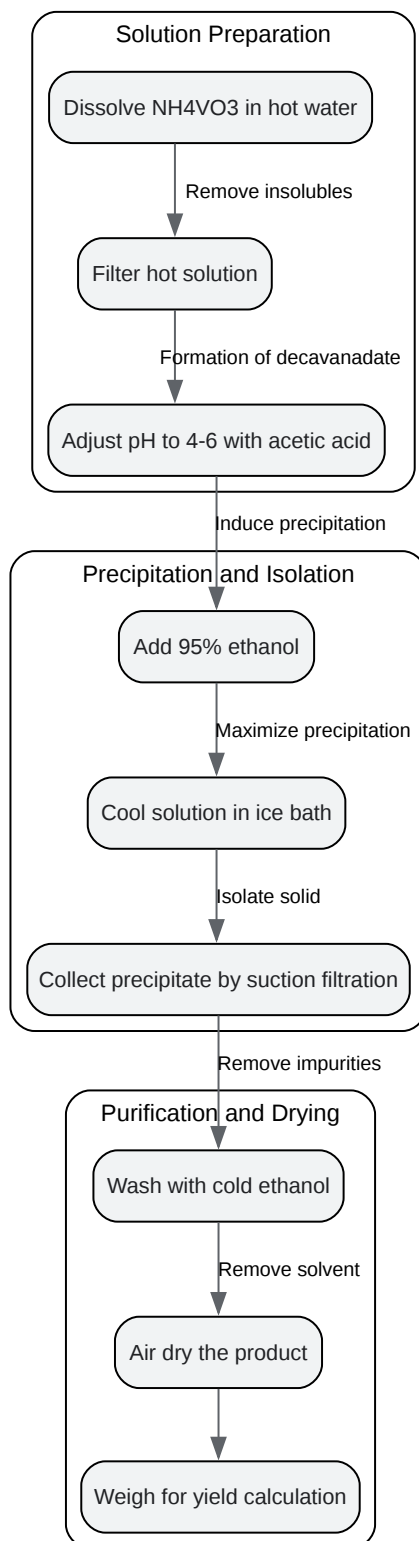 Solution Preparation
Dissolve NH4VO3 in hot water
Remove insolubles
Filter hot solution
Formation of decavanadate
Adjust pH to 4-6 with acetic acid
Induce precipitation
Precipitation and Isolation
Add 95% ethanol
Maximize precipitation
Cool solution in ice bath
Isolate solid
Collect precipitate by suction filtration
Remove impurities
Purification and Drying
Wash with cold ethanol
Remove solvent
Air dry the product
Weigh for yield calculation